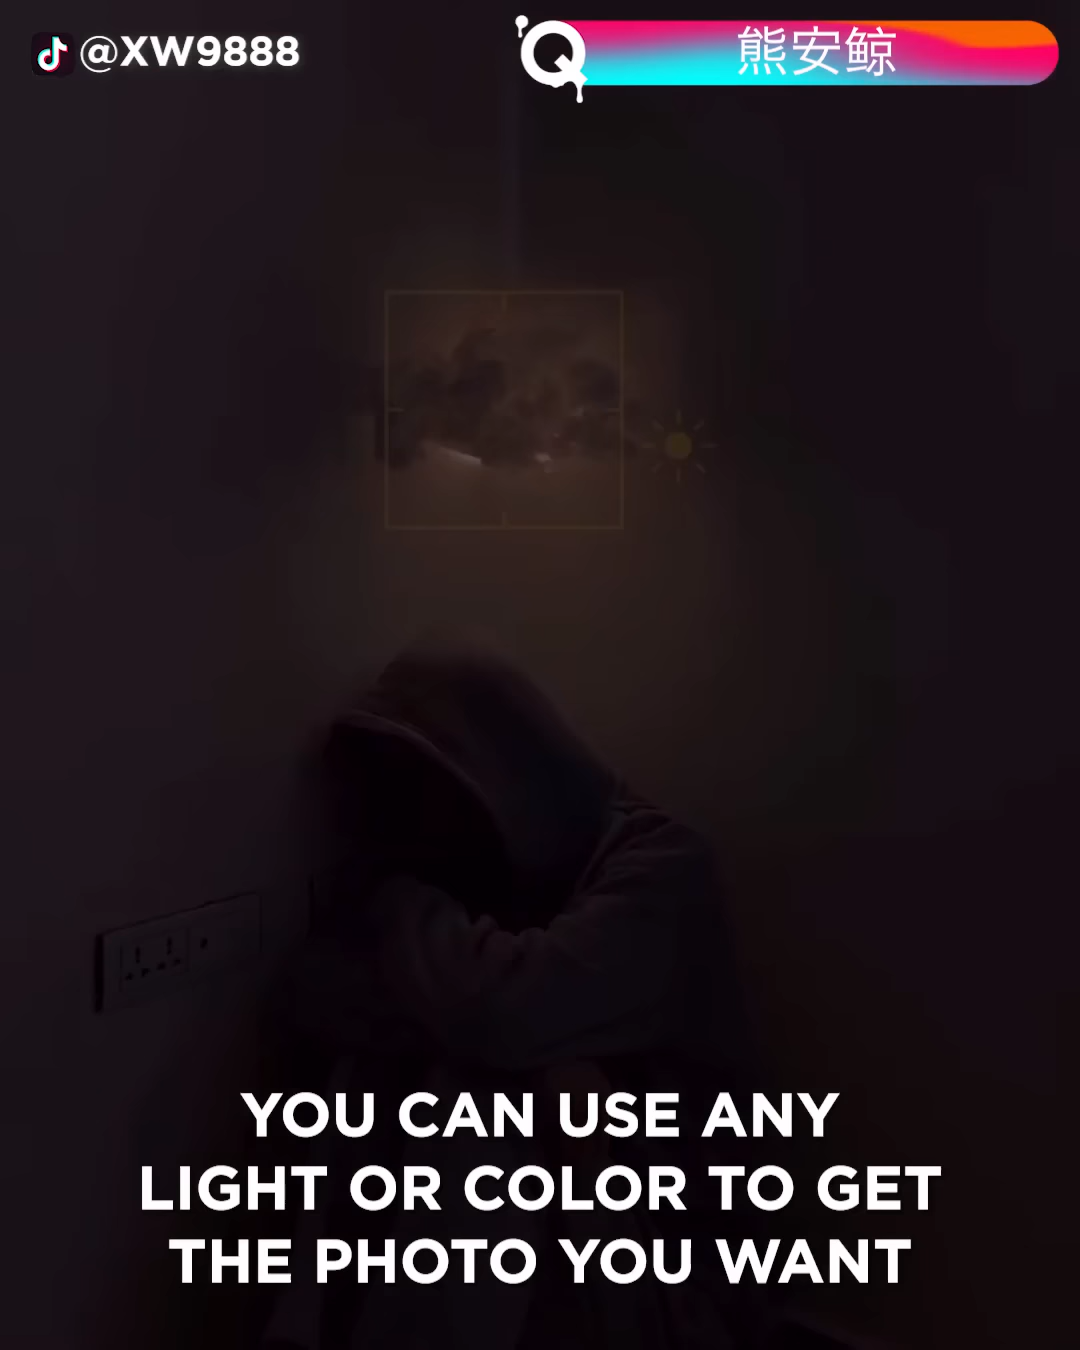 @XW9888
熊安鲸
YOU CAN USE ANY
LIGHT OR COLOR TO GET
THE PHOTO YOU WANT